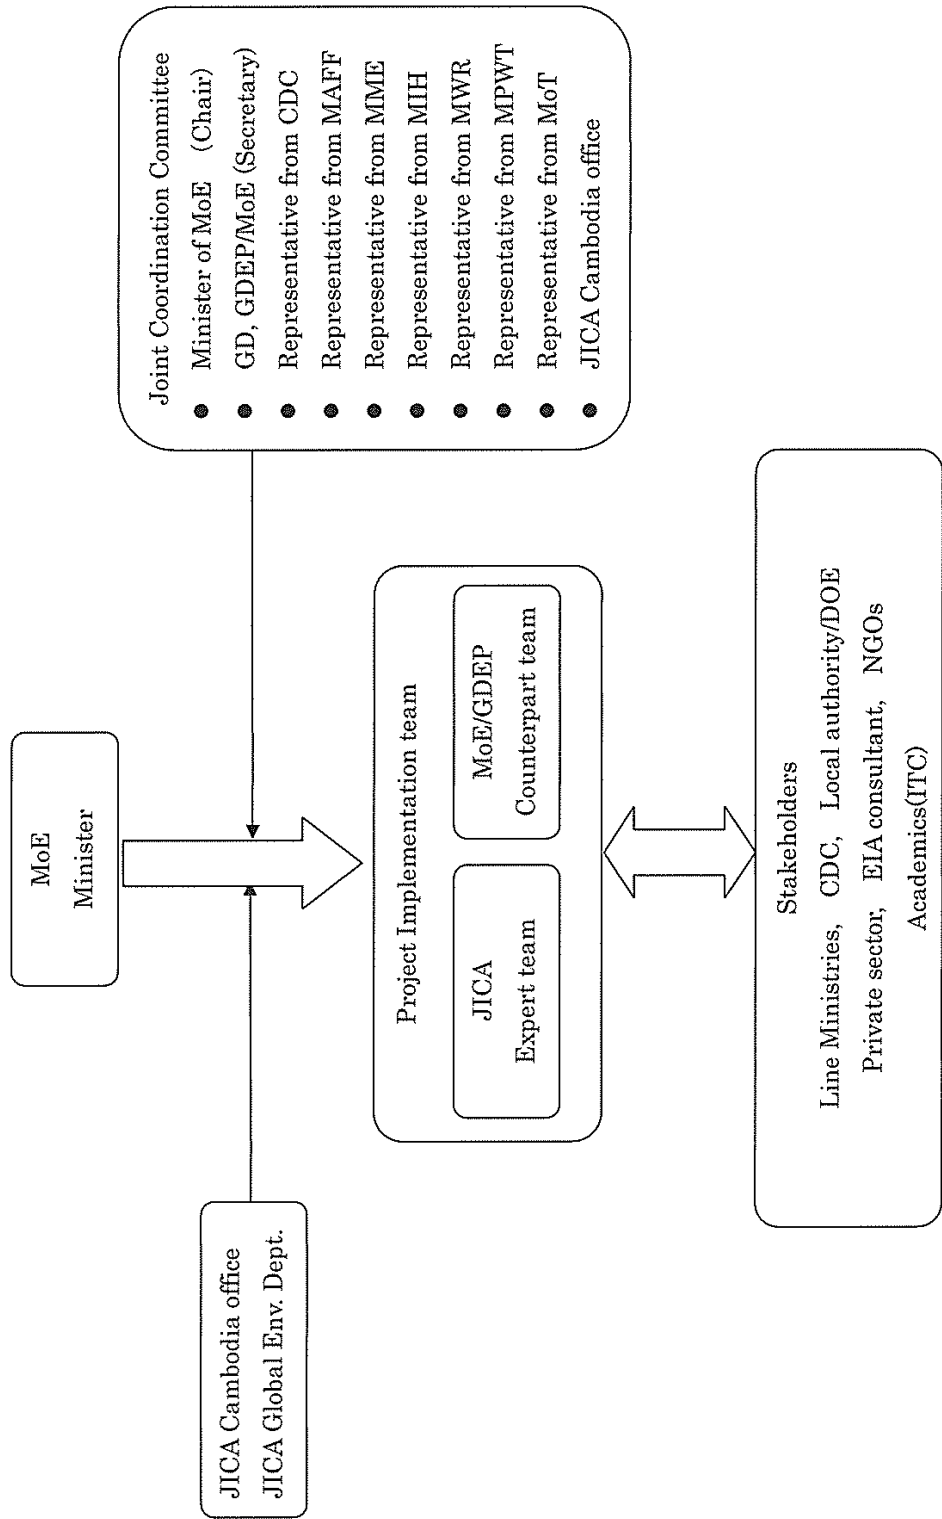 MoE
Minister
JICA Cambodia office
JICA Global Env. Dept.
Joint Coordination Committee
● Minister of MoE (Chair)
● GD, GDEP/MoE (Secretary)
● Representative from CDC
● Representative from MAFF
● Representative from MME
● Representative from MIH
● Representative from MWR
● Representative from MPWT
● Representative from MoT
● JICA Cambodia office
Project Implementation team
JICA
Expert team
MoE/GDEP
Counterpart team
Stakeholders
Line Ministries, CDC, Local authority/DOE
Private sector, EIA consultant, NGOs
Academics(ITC)